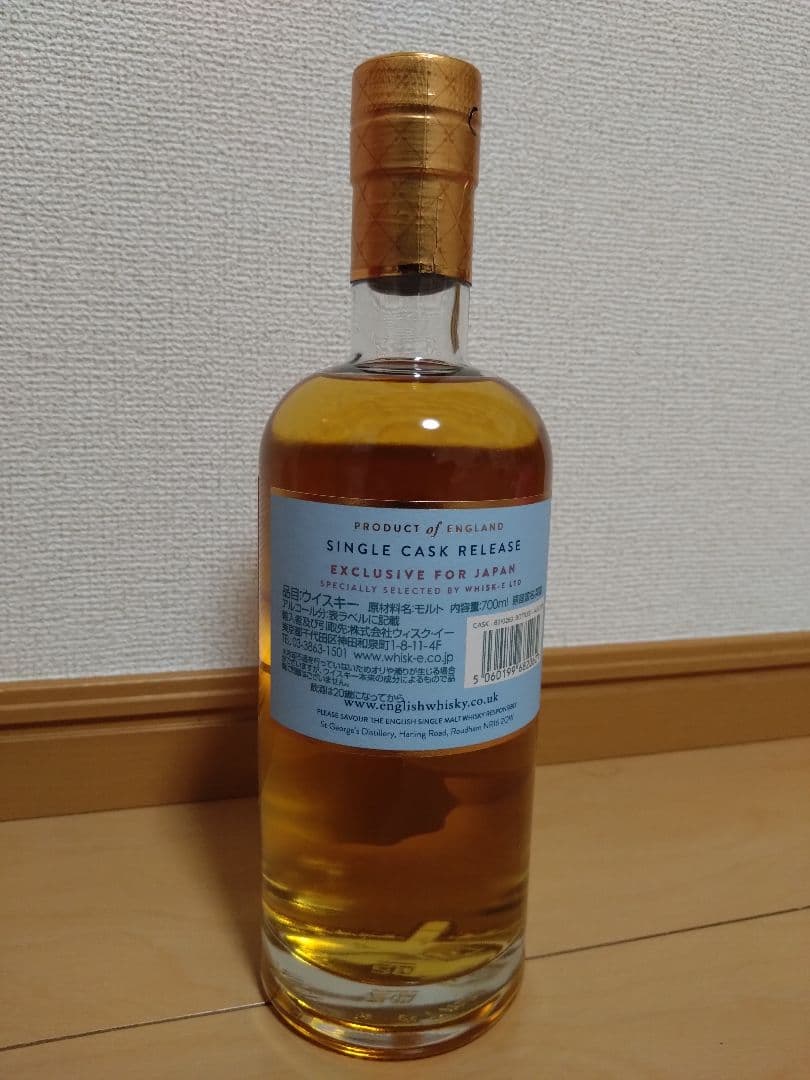 PRODUCT of ENGLAND
SINGLE CASK RELEASE
EXCLUSIVE FOR JAPAN
SPECIALLY SELECTED BY WHISK-E LTD
品目:ウイスキー 原材料名:モルト 内容量:700ml
アルコール分:表ラベルに記載
輸入者及び引取先:株式会社ウィスク・イー
東京都千代田区神田和泉町1-8-11-4F
TEL 03-3863-1501 www.whisk-e.co.jp
飲酒は20歳になってから
CASK
5 060199
www.englishwhisky.co.uk
PLEASE SAVOUR THE ENGLISH SINGLE MALT WHISKY RESPONSIBLY
St George's Distillery, Harling Road, Roudham NR16 2QW